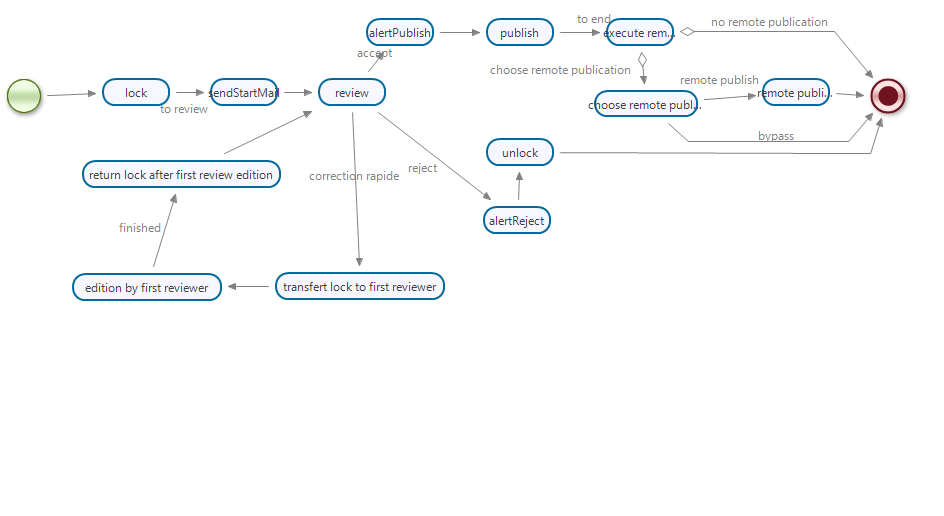 no remote publication
to end
alertPublish
publish
execute rem...
accept
choose remote publication
remote publish
lock
sendStartMail
review
remote publi...
choose remote publ...
to review
bypass
unlock
return lock after first review edition
correction rapide
reject
alertReject
finished
edition by first reviewer
transfert lock to first reviewer